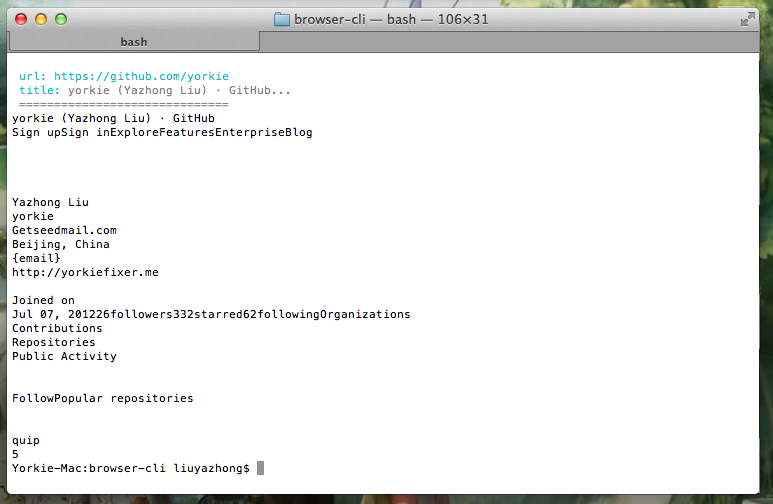 browser-cli — bash — 106×31
bash
url: https://github.com/yorkie
title: yorkie (Yazhong Liu) · GitHub...
==============================
yorkie (Yazhong Liu) · GitHub
Sign upSign inExploreFeaturesEnterpriseBlog
Yazhong Liu
yorkie
Getseedmail.com
Beijing, China
{email}
http://yorkiefixer.me
Joined on
Jul 07, 201226followers332starred62followingOrganizations
Contributions
Repositories
Public Activity
FollowPopular repositories
quip
5
Yorkie-Mac:browser-cli liuyazhong$